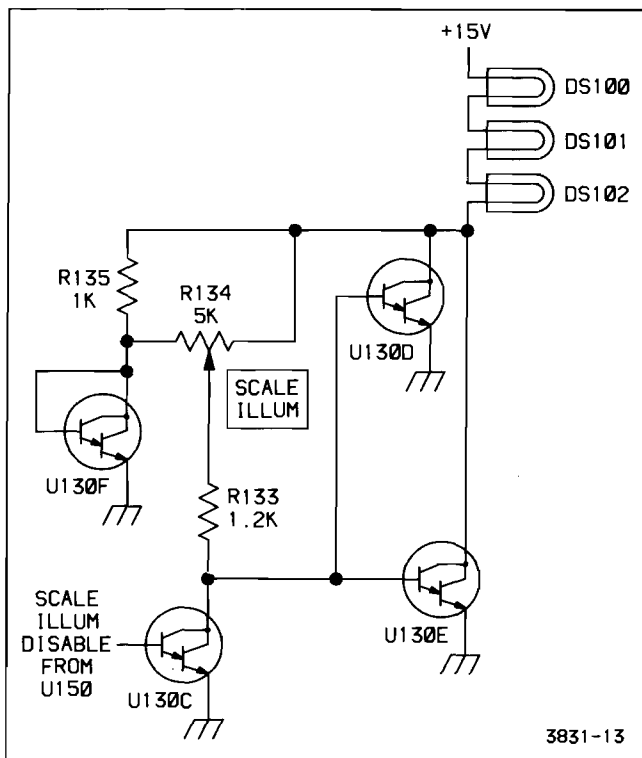 +15V
DS100
DS101
DS102
R135
1K
R134
5K
U130D
SCALE
ILLUM
U130F
R133
1.2K
SCALE
ILLUM
DISABLE
FROM
U150
U130C
U130E
3831-13